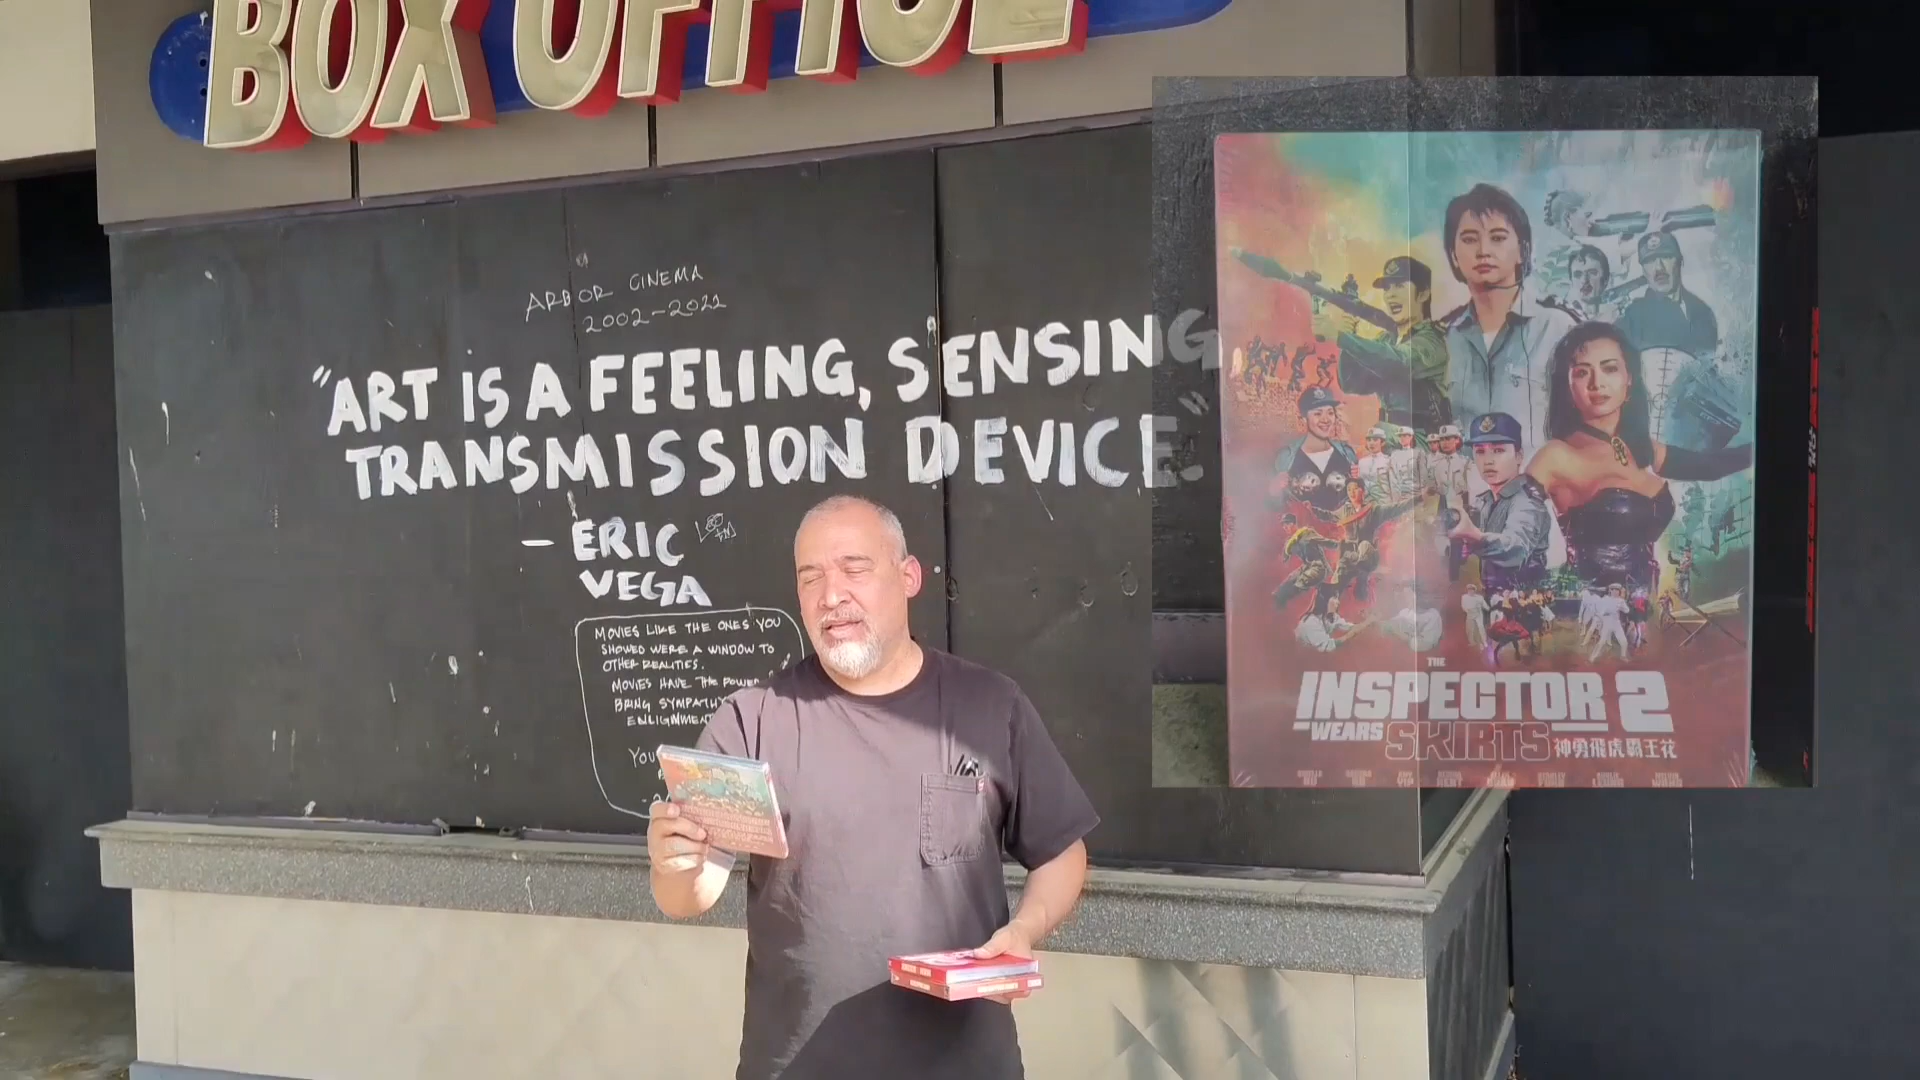 BOX OFFICE
ARBOR CINEMA
2002-2022
"ART IS A FEELING, SENSING
TRANSMISSION DEVICE."
- ERIC
VEGA
MOVIES LIKE THE ONES YOU
SHOWED WERE A WINDOW TO
OTHER REALITIES.
MOVIES HAVE THE POWER
BRING SYMPATHY
ENLIGNMENT
YOU
THE
INSPECTOR 2
WEARS SKIRTS 神勇飛虎霸王花